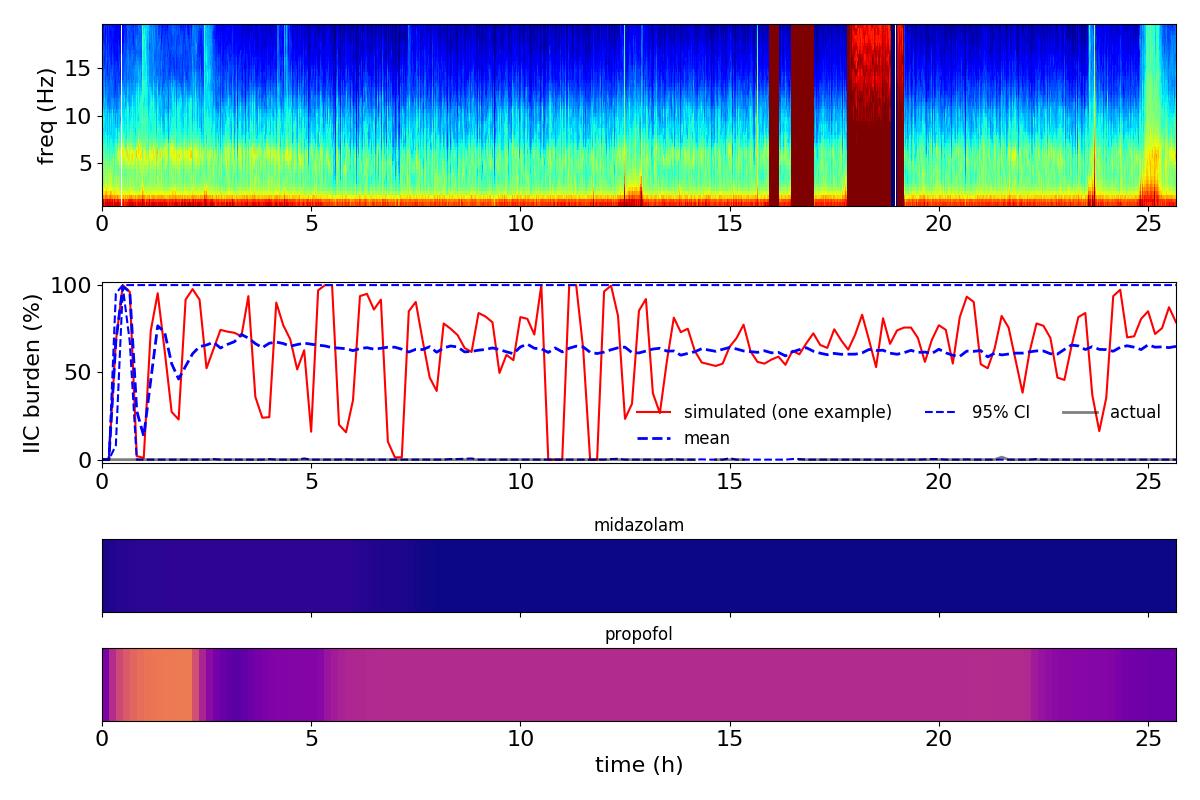 freq (Hz)
15
10
5
0 5 10 15 20 25
IIC burden (%)
100
50
0
simulated (one example) 95% CI actual
mean
0 5 10 15 20 25
midazolam
propofol
0 5 10 15 20 25
time (h)